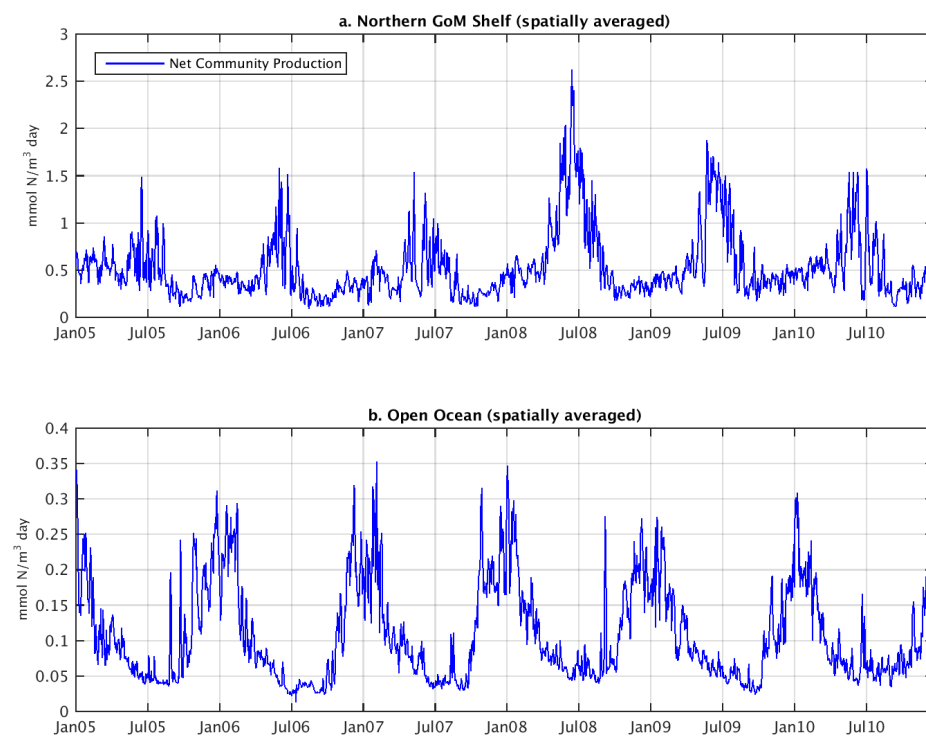 a. Northern GoM Shelf (spatially averaged)
3
Net Community Production
2.5
2
mmol N/m³ day
1.5
1
0.5
0
Jan05 Jul05 Jan06 Jul06 Jan07 Jul07 Jan08 Jul08 Jan09 Jul09 Jan10 Jul10
b. Open Ocean (spatially averaged)
0.4
0.35
0.3
0.25
0.2
mmol N/m³ day
0.15
0.1
0.05
0
Jan05 Jul05 Jan06 Jul06 Jan07 Jul07 Jan08 Jul08 Jan09 Jul09 Jan10 Jul10